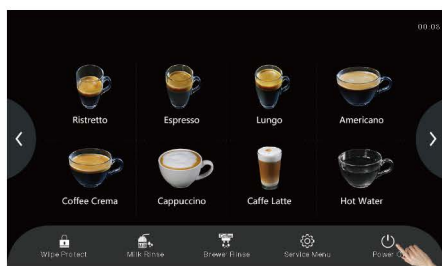 00:08
Ristretto
Espresso
Lungo
Americano
Coffee Crema
Cappuccino
Caffe Latte
Hot Water
Wipe Protect
Milk Rinse
Brewer Rinse
Service Menu
Power